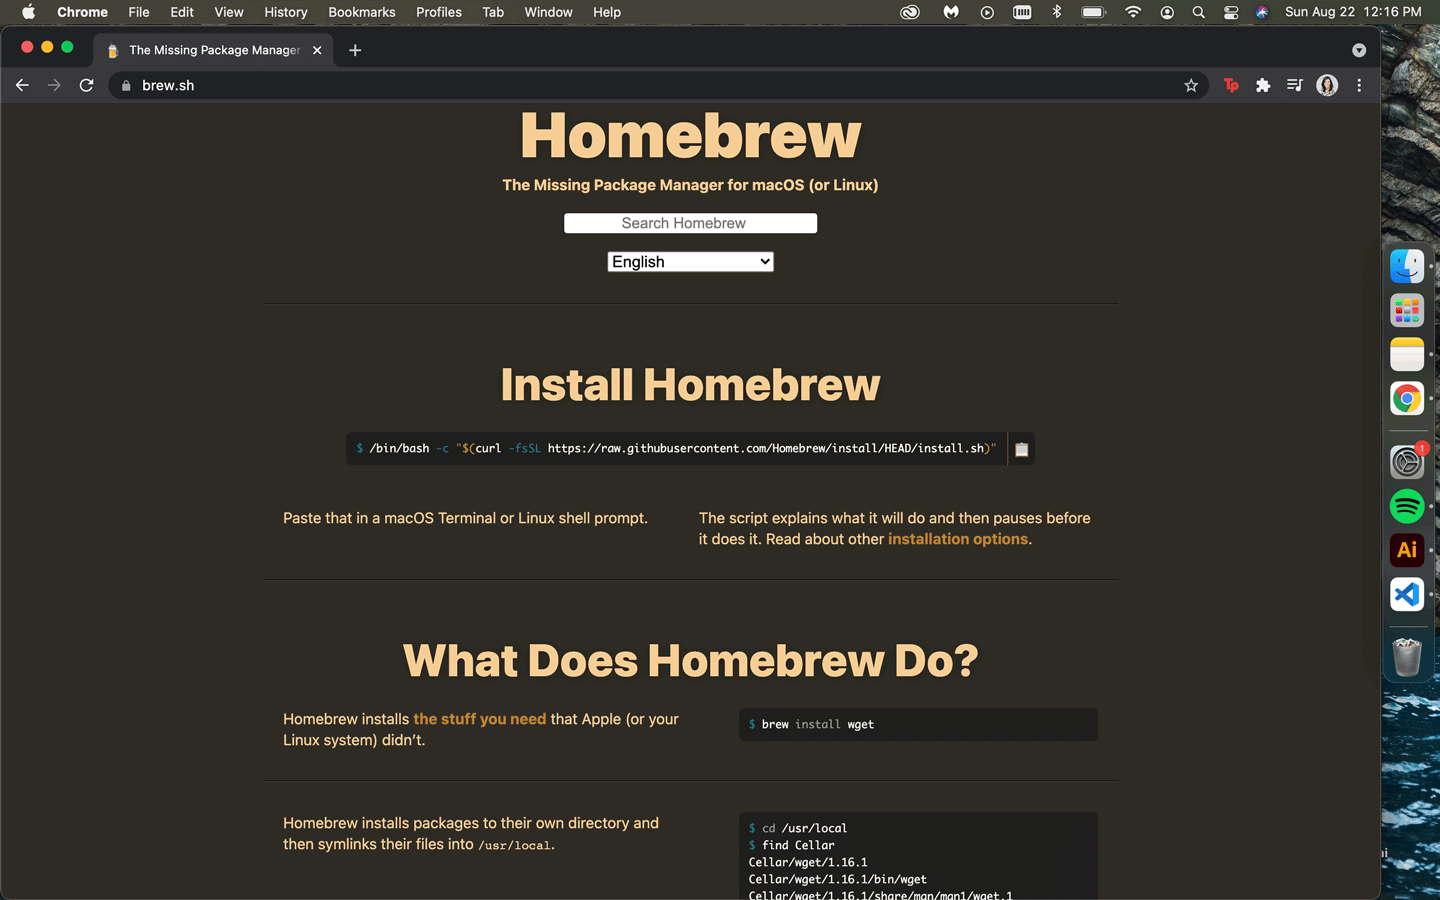 Chrome File Edit View History Bookmarks Profiles Tab Window Help Sun Aug 22 12:16 PM
The Missing Package Manager
brew.sh
Tp
Homebrew
The Missing Package Manager for macOS (or Linux)
Search Homebrew
English
Install Homebrew
$ /bin/bash -c "$(curl -fsSL https://raw.githubusercontent.com/Homebrew/install/HEAD/install.sh)"
Paste that in a macOS Terminal or Linux shell prompt.
The script explains what it will do and then pauses before
it does it. Read about other installation options.
What Does Homebrew Do?
Homebrew installs the stuff you need that Apple (or your
Linux system) didn’t.
$ brew install wget
Homebrew installs packages to their own directory and
then symlinks their files into /usr/local.
$ cd /usr/local
$ find Cellar
Cellar/wget/1.16.1
Cellar/wget/1.16.1/bin/wget
Cellar/wget/1.16.1/share/man/man1/wget.1
1
Ai